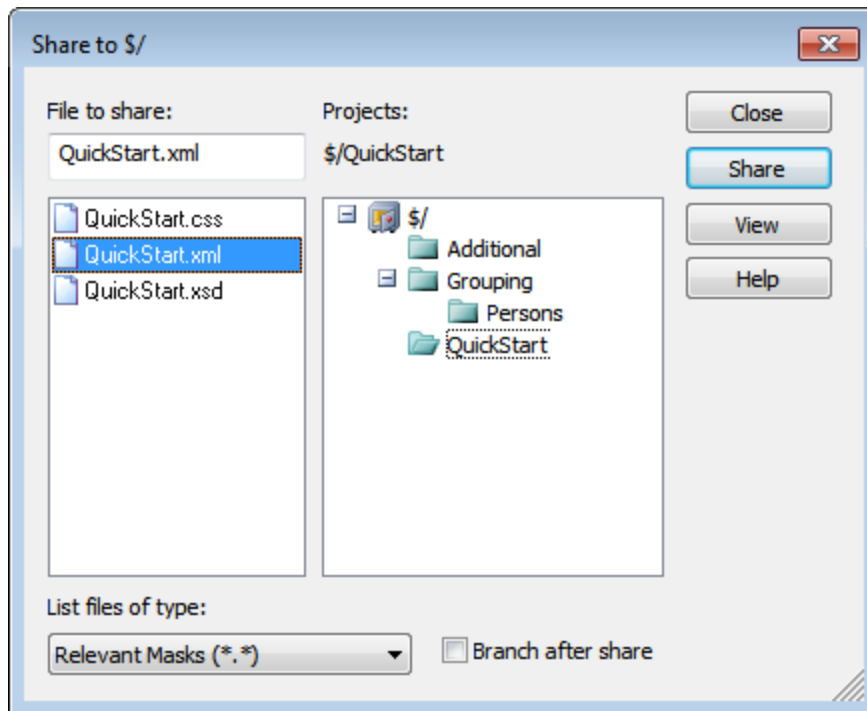 Share to $/
File to share:
QuickStart.xml
QuickStart.css
QuickStart.xml
QuickStart.xsd
Projects:
$/QuickStart
$/
Additional
Grouping
Persons
QuickStart
Close
Share
View
Help
List files of type:
Relevant Masks (*.*)
Branch after share